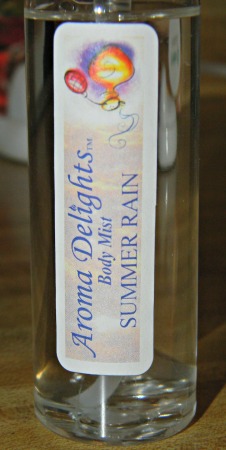 Aroma Delights™
Body Mist
SUMMER RAIN